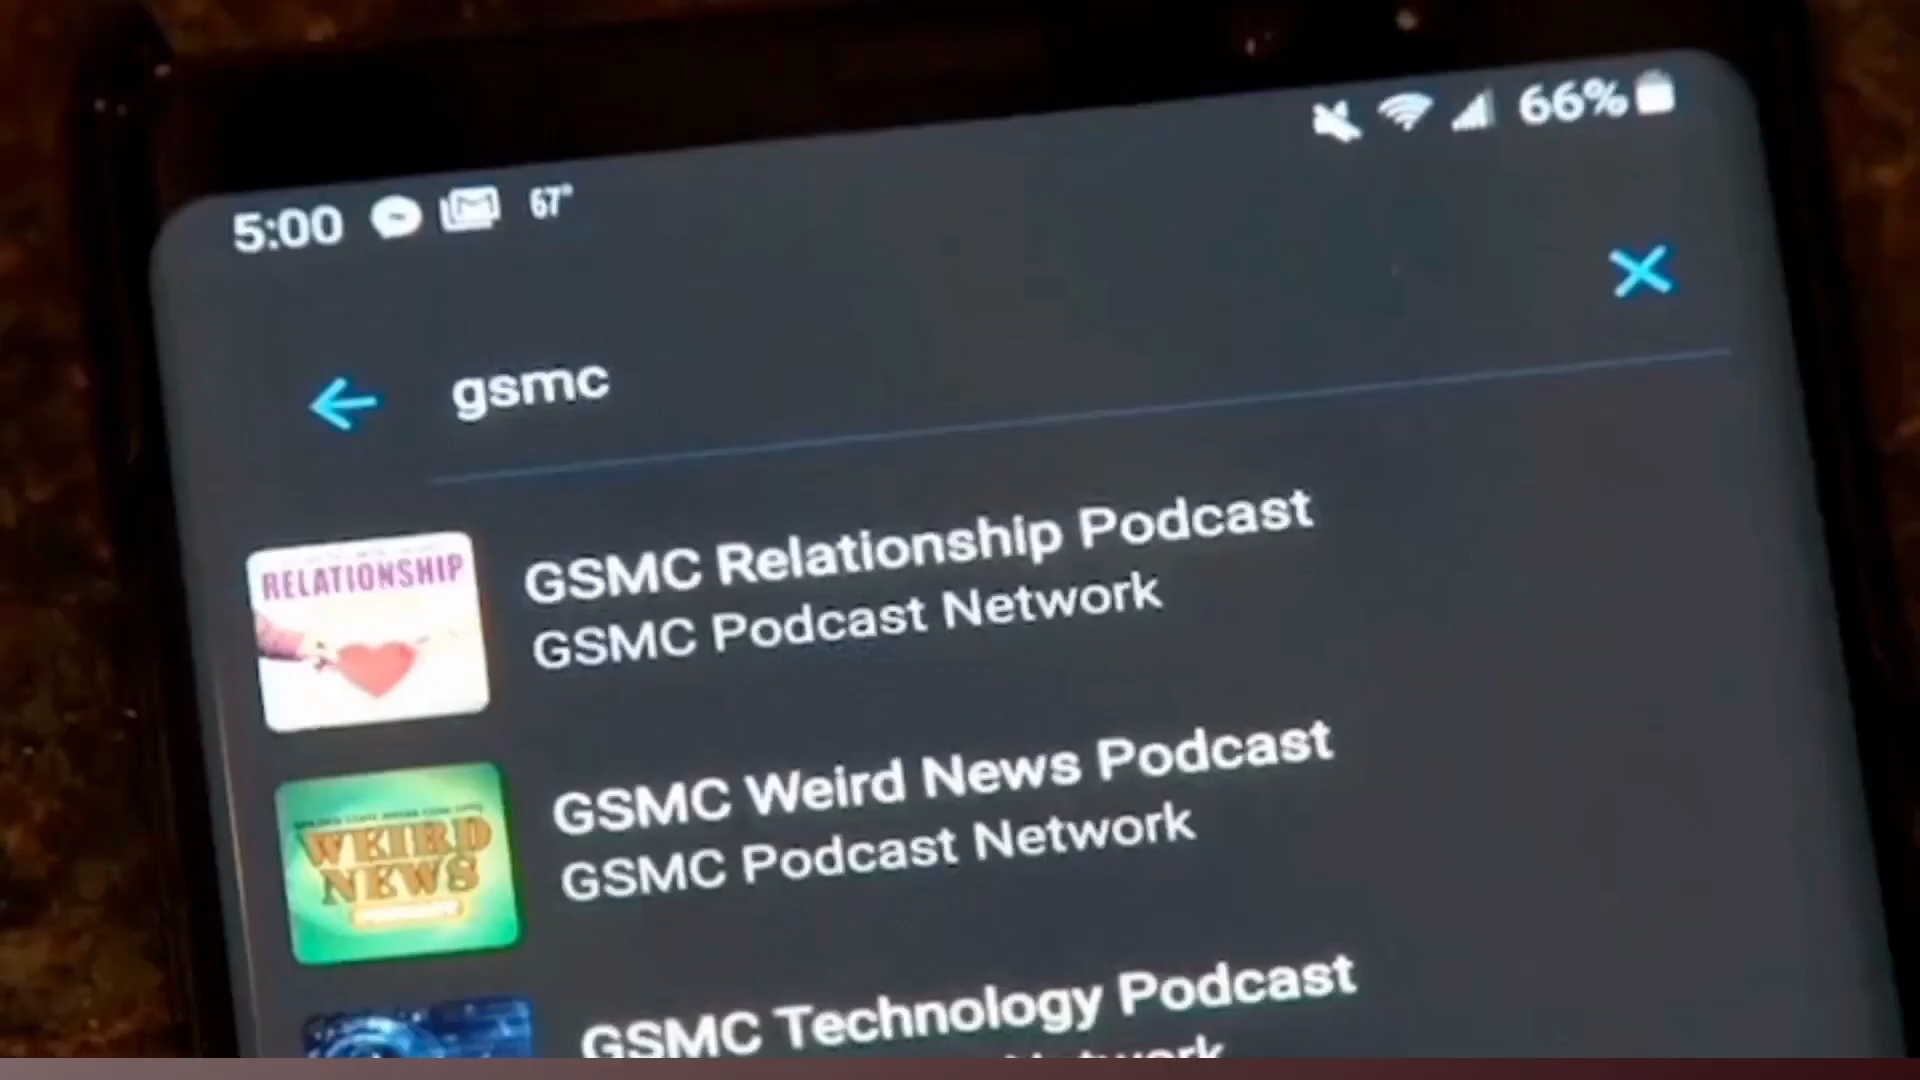 5:00 67° 66%
gsmc
RELATIONSHIP
GSMC Relationship Podcast
GSMC Podcast Network
WEIRD
NEWS
GSMC Weird News Podcast
GSMC Podcast Network
GSMC Technology Podcast
Network